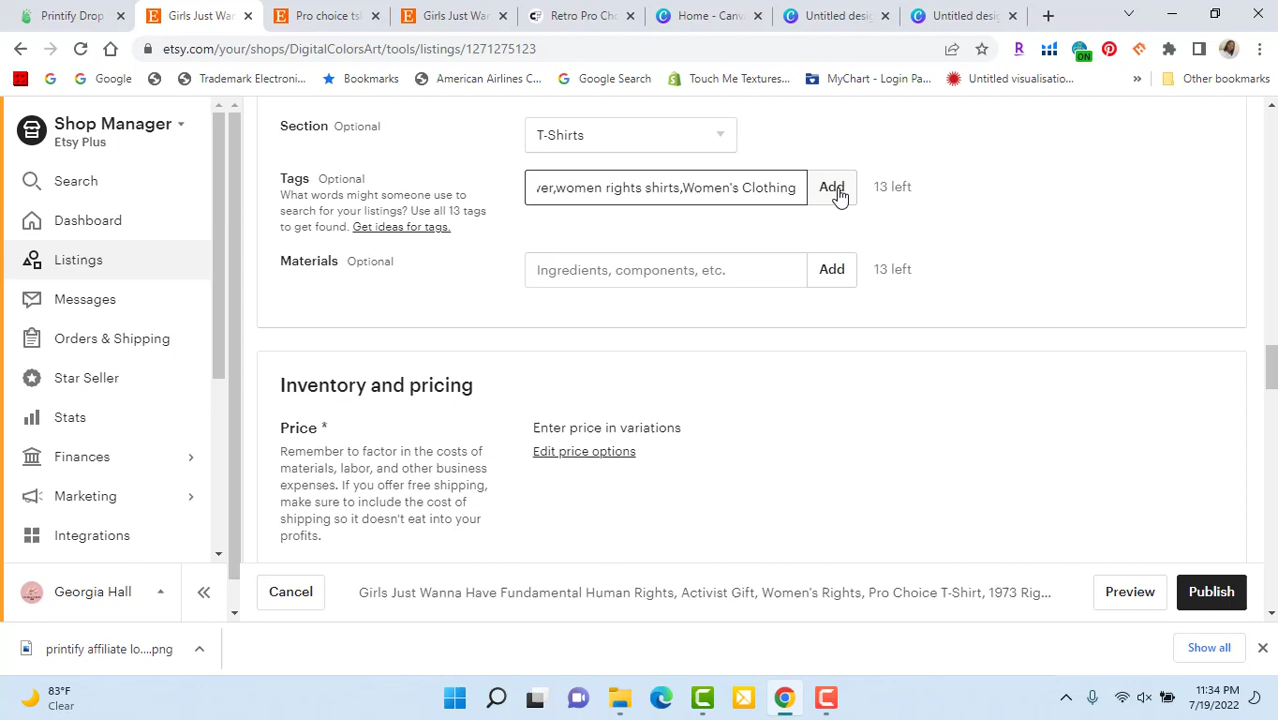 Printify Drop
Girls Just Wa
Pro choice tsl
Girls Just Wan
Retro Pro Cho
Home - Canv
Untitled desig
Untitled desig
etsy.com/your/shops/DigitalColorsArt/tools/listings/1271275123
ON
Google
Trademark Electroni...
Bookmarks
American Airlines C...
Google Search
Touch Me Textures...
MyChart - Login Pa...
Untitled visualisatio...
»
Other bookmarks
Shop Manager
Etsy Plus
Search
Dashboard
Listings
Messages
Orders & Shipping
Star Seller
Stats
Finances
Marketing
Integrations
Georgia Hall
Section Optional
T-Shirts
Tags Optional
What words might someone use to
search for your listings? Use all 13 tags
to get found. Get ideas for tags.
ver,women rights shirts,Women's Clothing
Add
13 left
Materials Optional
Ingredients, components, etc.
Add
13 left
Inventory and pricing
Price *
Remember to factor in the costs of
materials, labor, and other business
expenses. If you offer free shipping,
make sure to include the cost of
shipping so it doesn't eat into your
profits.
Enter price in variations
Edit price options
Cancel
Girls Just Wanna Have Fundamental Human Rights, Activist Gift, Women's Rights, Pro Choice T-Shirt, 1973 Rig...
Preview
Publish
printify affiliate lo....png
Show all
83°F
Clear
11:34 PM
7/19/2022